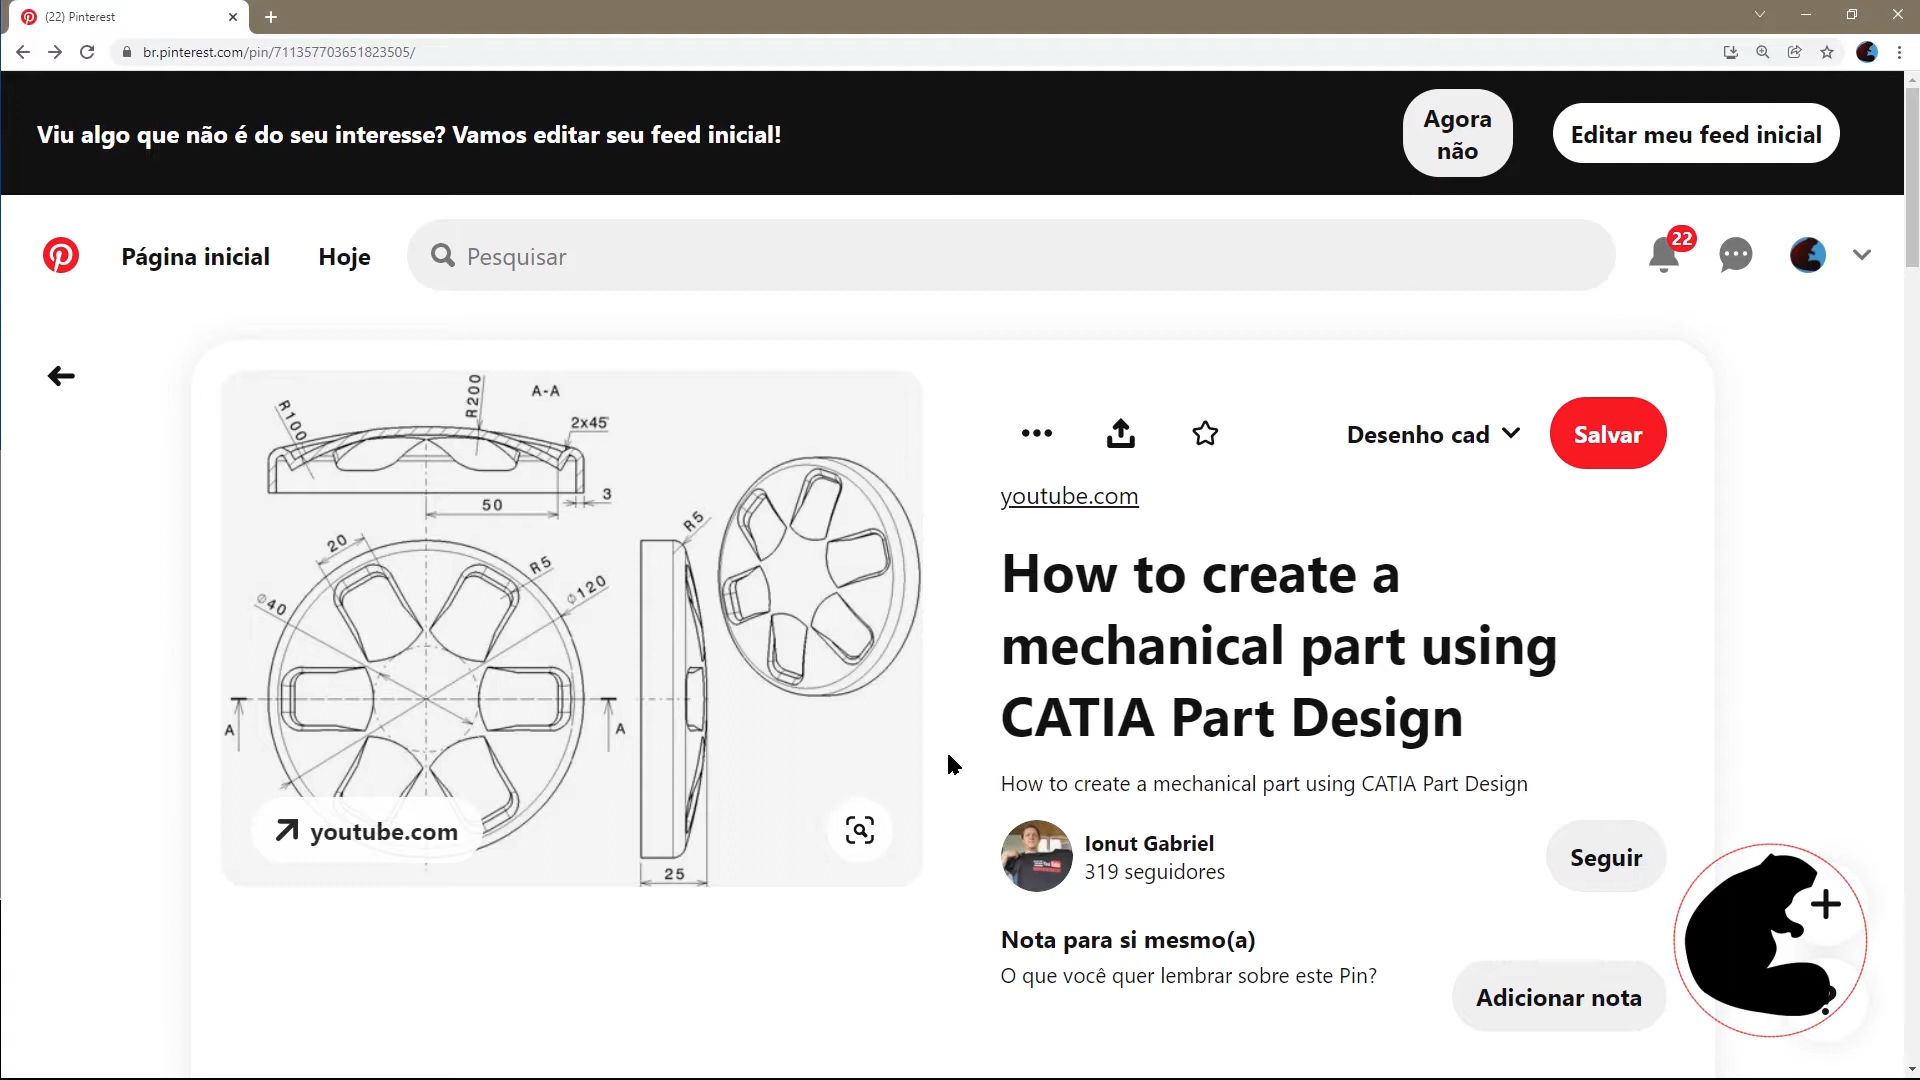 (22) Pinterest
br.pinterest.com/pin/711357703651823505/
Viu algo que não é do seu interesse? Vamos editar seu feed inicial!
Agora
não
Editar meu feed inicial
Página inicial
Hoje
Pesquisar
22
R100
R200
A-A
2x45
50
3
20
R5
R5
⌀40
⌀120
A
A
25
youtube.com
Desenho cad
Salvar
youtube.com
How to create a
mechanical part using
CATIA Part Design
How to create a mechanical part using CATIA Part Design
Ionut Gabriel
319 seguidores
Seguir
Nota para si mesmo(a)
O que você quer lembrar sobre este Pin?
Adicionar nota